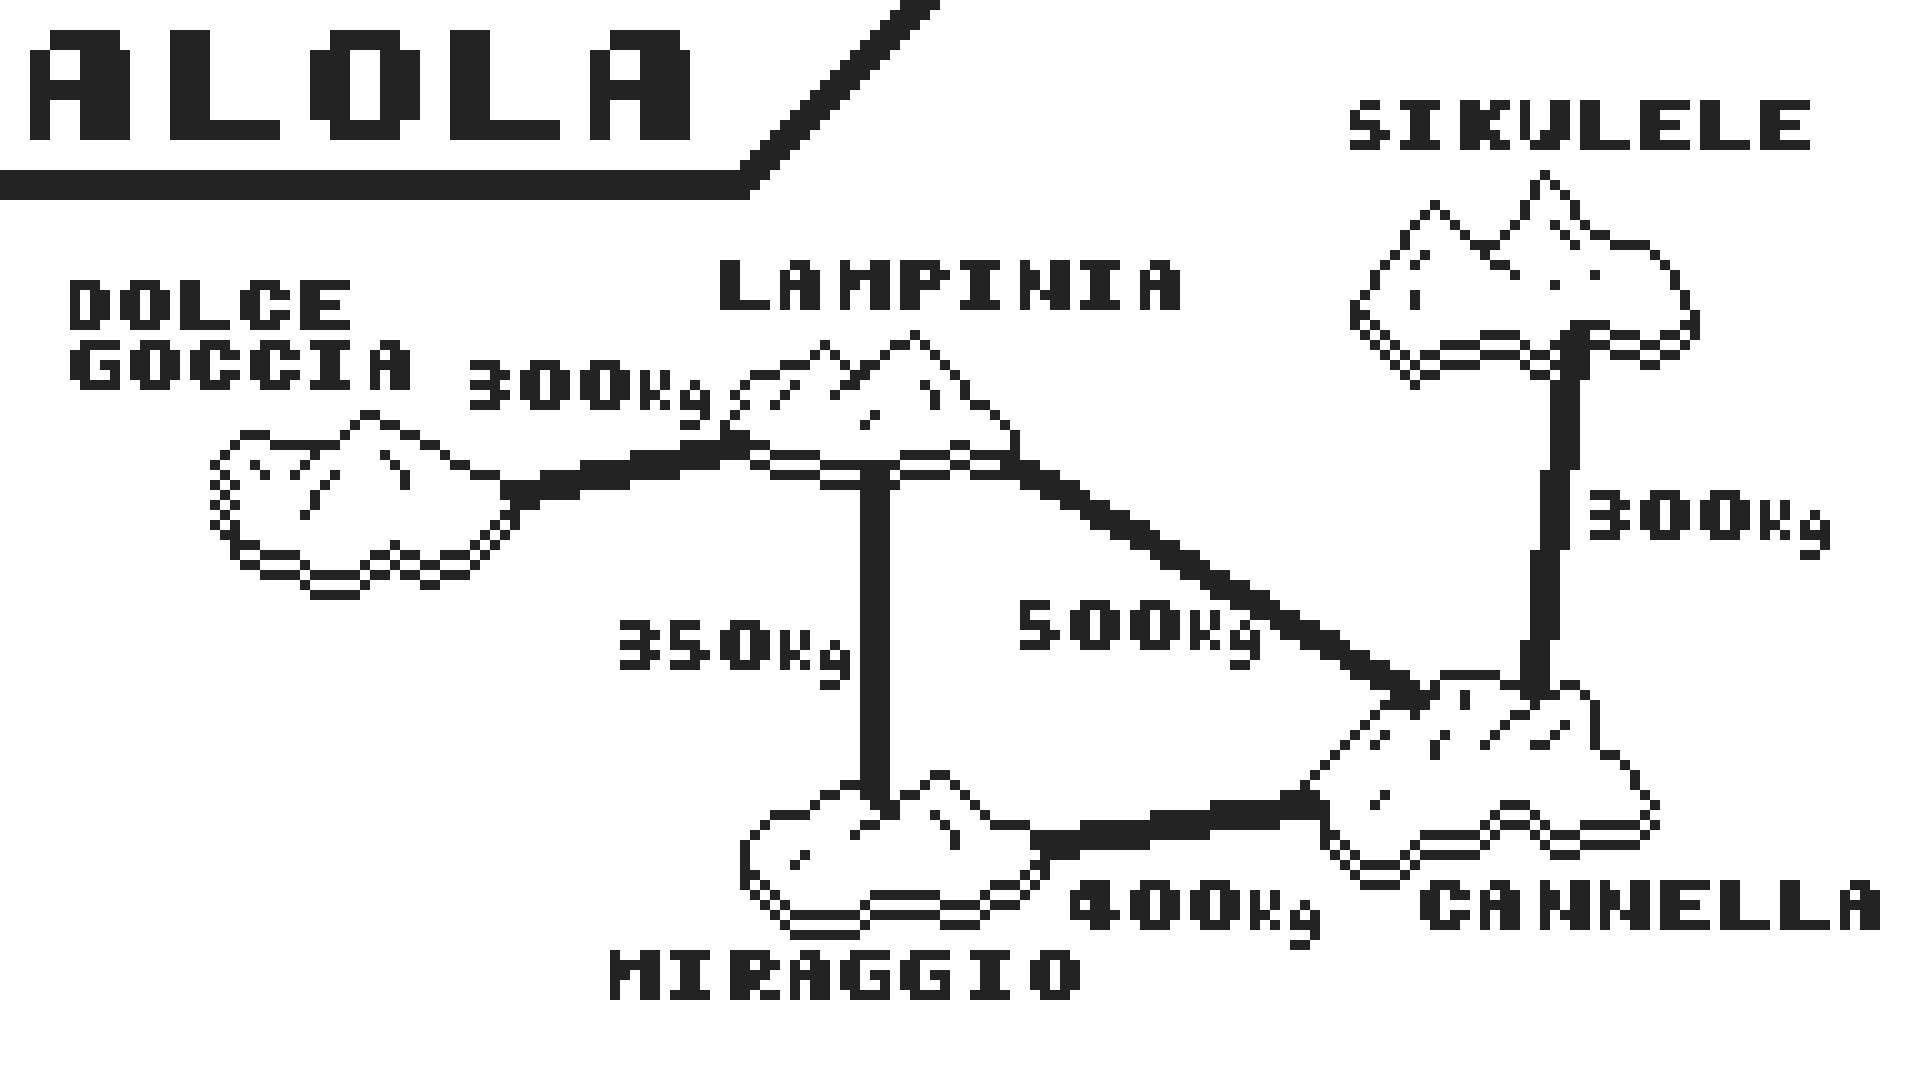 ALOLA
SIKULELE
LAMPINIA
DOLCE
GOCCIA
300Kg
300Kg
350Kg
500Kg
400Kg
CANNELLA
MIRAGGIO